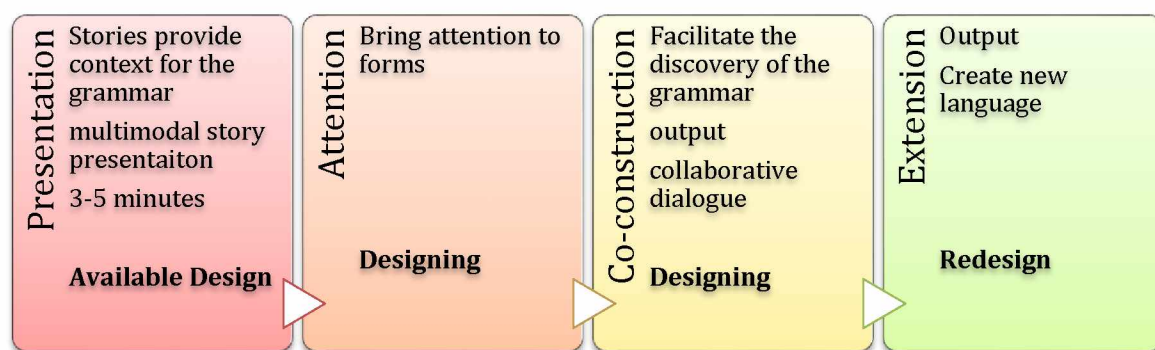 Presentation
Stories provide
context for the
grammar
multimodal story
presentaiton
3-5 minutes
Available Design
Attention
Bring attention to
forms
Designing
Co-construction
Facilitate the
discovery of the
grammar
output
collaborative
dialogue
Designing
Extension
Output
Create new
language
Redesign